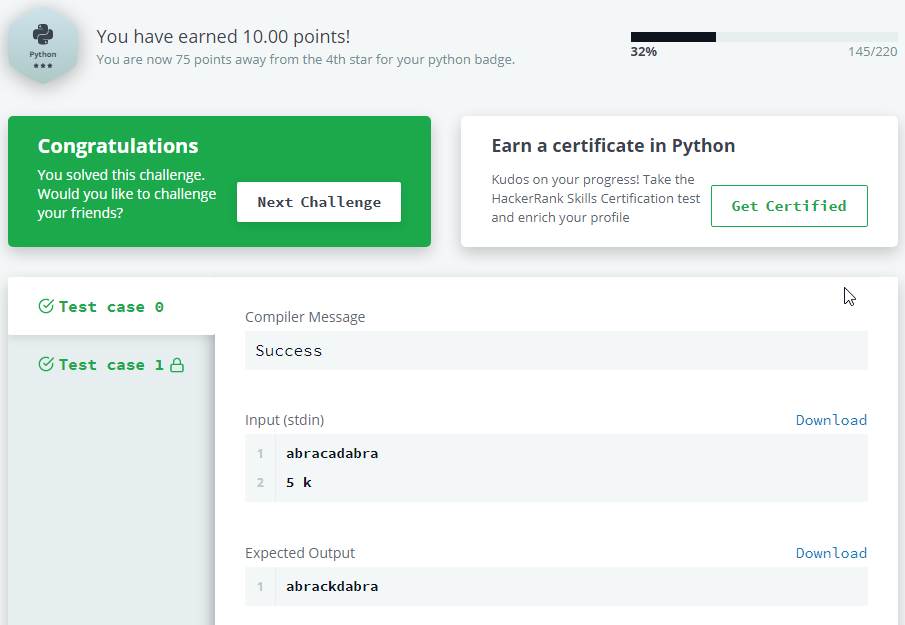 Python
★★★
You have earned 10.00 points!
You are now 75 points away from the 4th star for your python badge.
32%
145/220
Congratulations
You solved this challenge.
Would you like to challenge
your friends?
Next Challenge
Earn a certificate in Python
Kudos on your progress! Take the
HackerRank Skills Certification test
and enrich your profile
Get Certified
Test case 0
Test case 1
Compiler Message
Success
Input (stdin)
Download
1 abracadabra
2 5 k
Expected Output
Download
1 abrackdabra